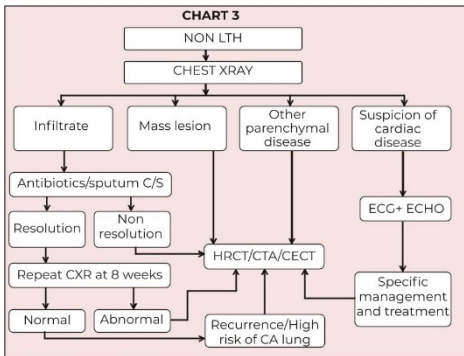 CHART 3
NON LTH
CHEST XRAY
Infiltrate
Mass lesion
Other
parenchymal
disease
Suspicion of
cardiac
disease
Antibiotics/sputum C/S
Resolution
Non
resolution
ECG+ ECHO
HRCT/CTA/CECT
Repeat CXR at 8 weeks
Specific
management
and treatment
Normal
Abnormal
Recurrence/High
risk of CA lung